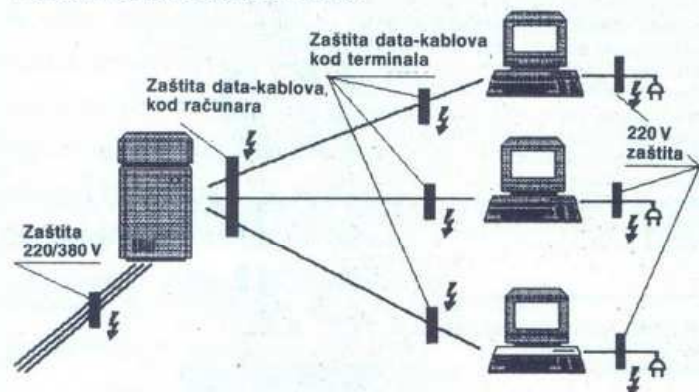 Zaštita data-kablova
kod terminala
Zaštita data-kablova,
kod računara
220 V
zaštita
Zaštita
220/380 V